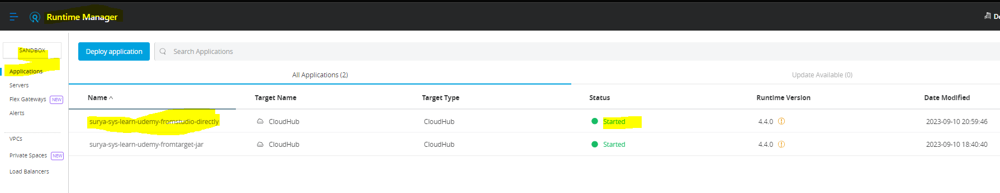 Runtime Manager
De
SANDBOX
Applications
Servers
Flex Gateways NEW
Alerts
VPCs
Private Spaces NEW
Load Balancers
Deploy application
Search Applications
All Applications (2) Update Available (0)
Name Target Name Target Type Status Runtime Version Date Modified
surya-sys-learn-udemy-fromstudio-directly CloudHub CloudHub Started 4.4.0 2023-09-10 20:59:46
surya-sys-learn-udemy-fromtarget-jar CloudHub CloudHub Started 4.4.0 2023-09-10 18:40:40